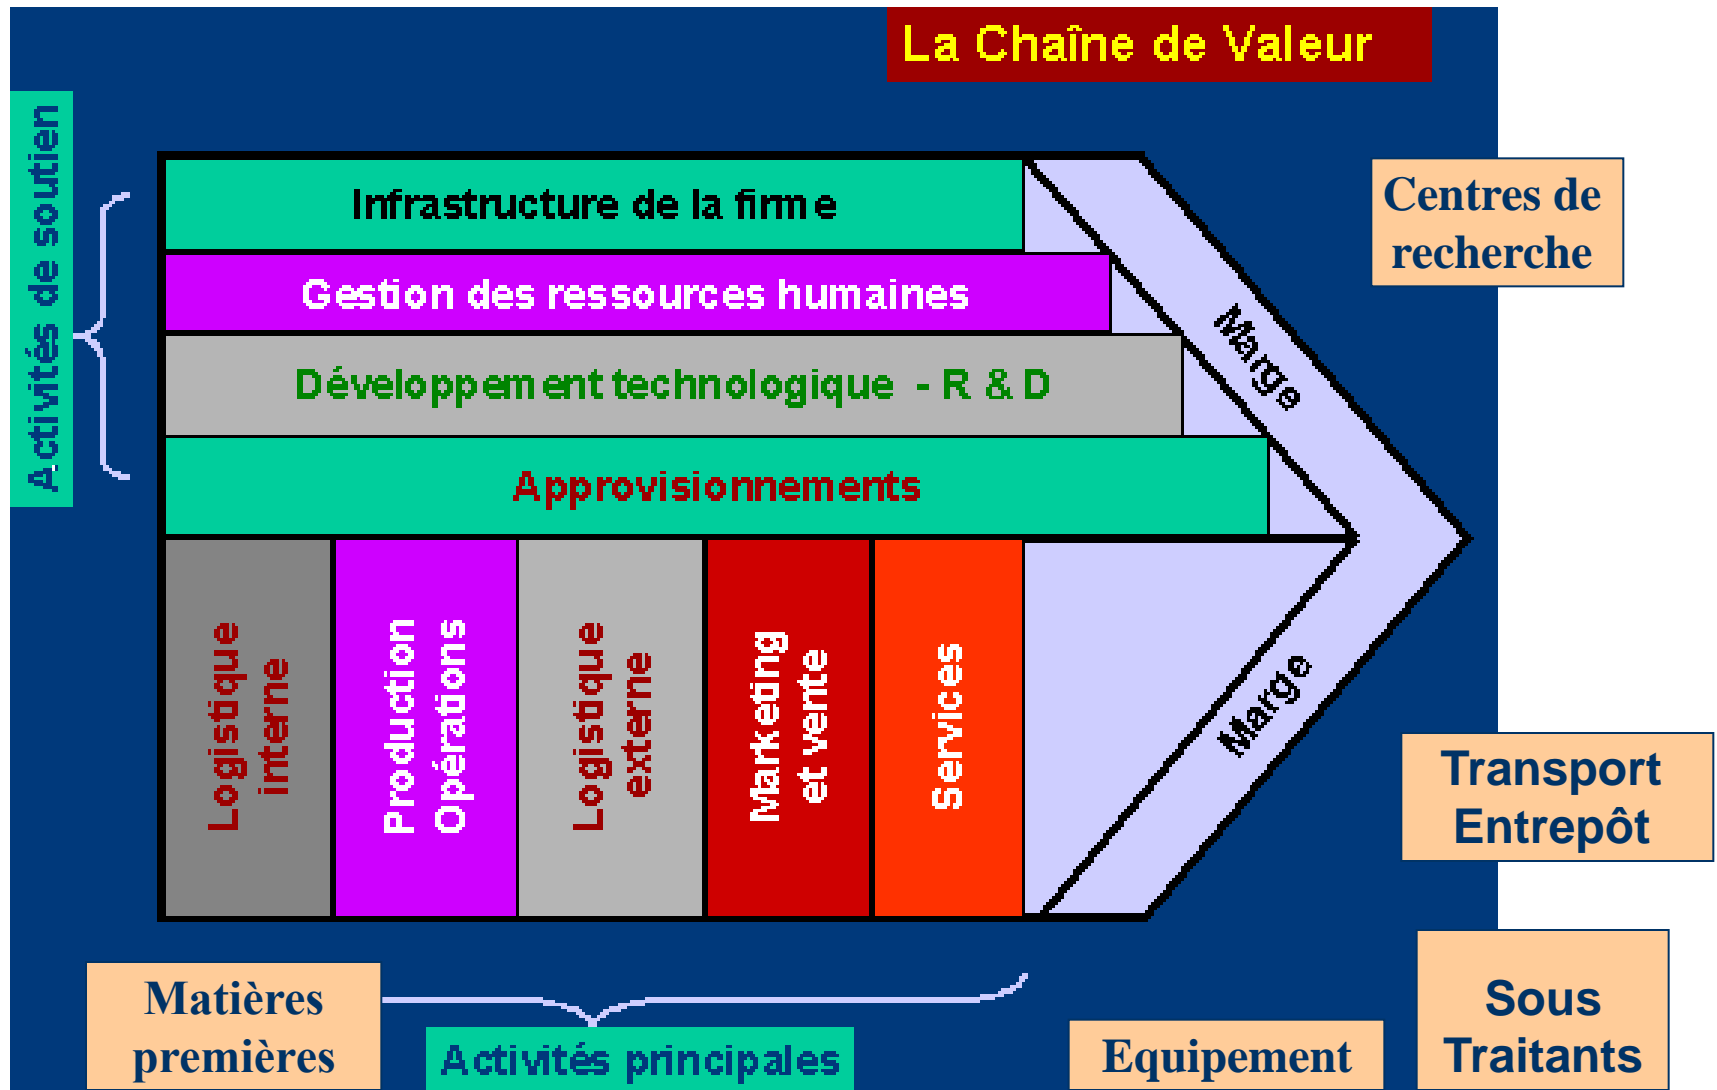 La Chaîne de Valeur
Activités de soutien
Infrastructure de la firme
Gestion des ressources humaines
Développement technologique - R & D
Approvisionnements
Marge
Centres de
recherche
Logistique
interne
Production
Opérations
Logistique
externe
Marketing
et vente
Services
Marge
Transport
Entrepôt
Matières
premières
Activités principales
Equipement
Sous
Traitants